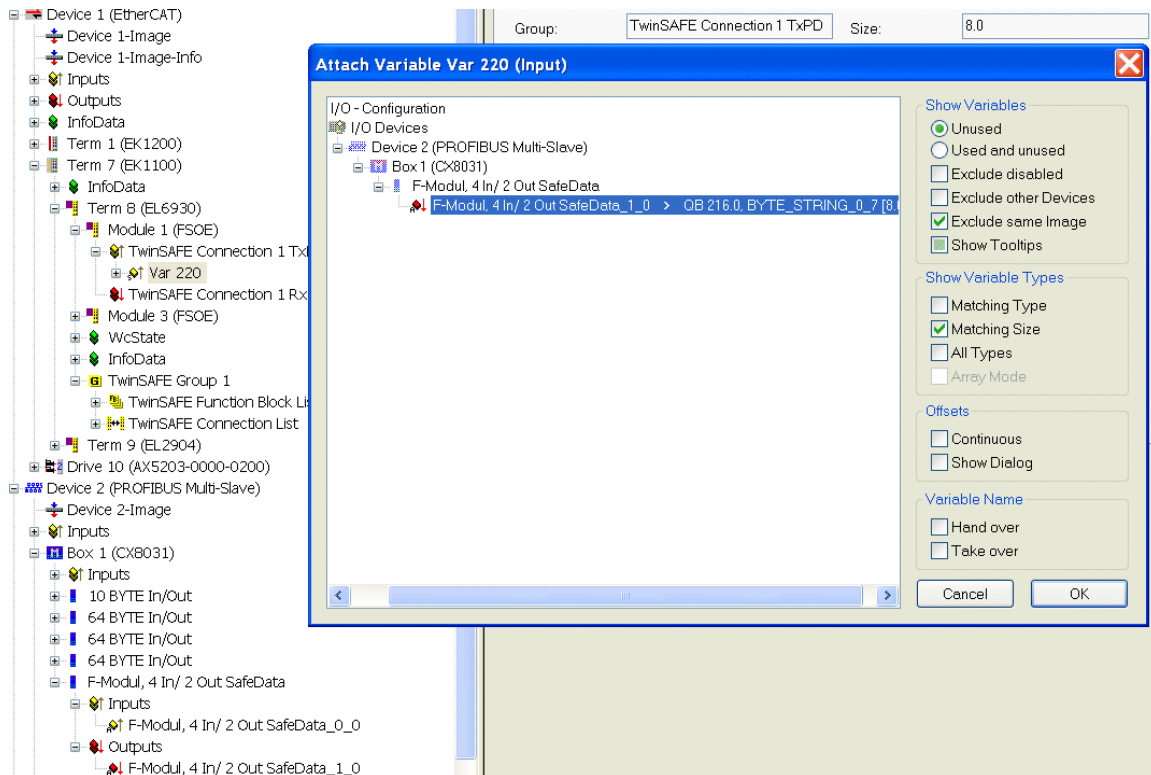 Device 1 (EtherCAT)
Device 1-Image
Device 1-Image-Info
Inputs
Outputs
InfoData
Term 1 (EK1200)
Term 7 (EK1100)
InfoData
Term 8 (EL6930)
Module 1 (FSOE)
TwinSAFE Connection 1 Tx
Var 220
TwinSAFE Connection 1 Rx
Module 3 (FSOE)
WcState
InfoData
G TwinSAFE Group 1
TwinSAFE Function Block Li
TwinSAFE Connection List
Term 9 (EL2904)
Drive 10 (AX5203-0000-0200)
Device 2 (PROFIBUS Multi-Slave)
Device 2-Image
Inputs
Box 1 (CX8031)
Inputs
10 BYTE In/Out
64 BYTE In/Out
64 BYTE In/Out
64 BYTE In/Out
F-Modul, 4 In/ 2 Out SafeData
Inputs
F-Modul, 4 In/ 2 Out SafeData_0_0
Outputs
F-Modul, 4 In/ 2 Out SafeData_1_0
Group: TwinSAFE Connection 1 TxPD Size: 8.0
Attach Variable Var 220 (Input)
I/O - Configuration
I/O Devices
Device 2 (PROFIBUS Multi-Slave)
Box 1 (CX8031)
F-Modul, 4 In/ 2 Out SafeData
F-Modul, 4 In/ 2 Out SafeData_1_0 > QB 216.0, BYTE_STRING_0_7 [8.
Show Variables
Unused
Used and unused
Exclude disabled
Exclude other Devices
Exclude same Image
Show Tooltips
Show Variable Types
Matching Type
Matching Size
All Types
Array Mode
Offsets
Continuous
Show Dialog
Variable Name
Hand over
Take over
Cancel OK